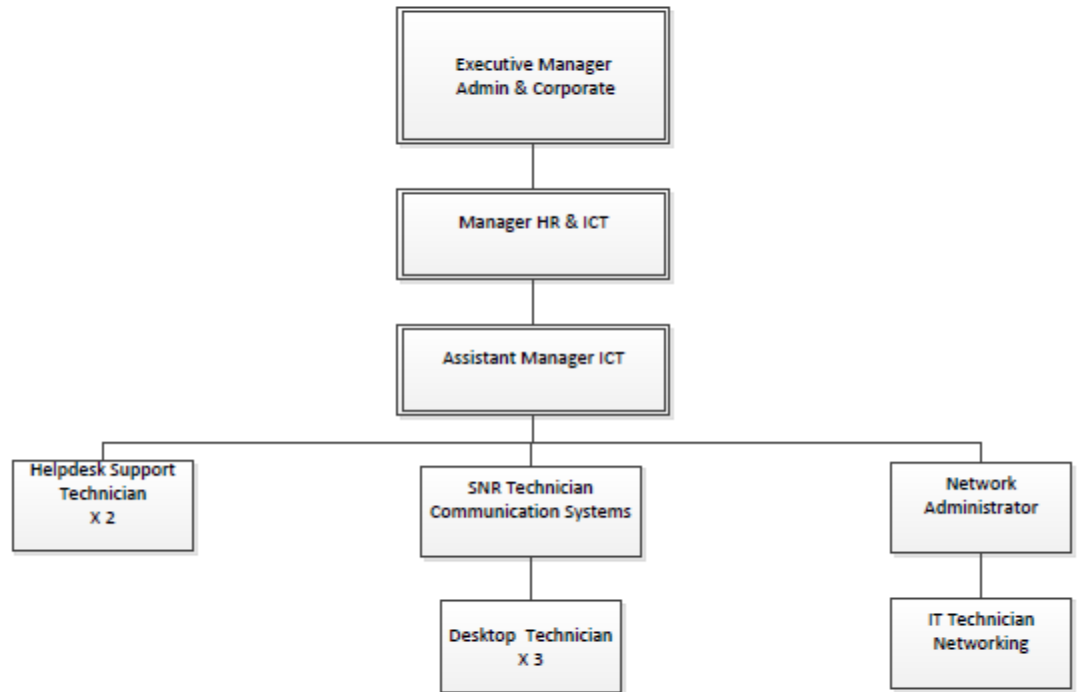 Executive Manager
Admin & Corporate
Manager HR & ICT
Assistant Manager ICT
Helpdesk Support
Technician
X 2
SNR Technician
Communication Systems
Network
Administrator
Desktop Technician
X 3
IT Technician
Networking